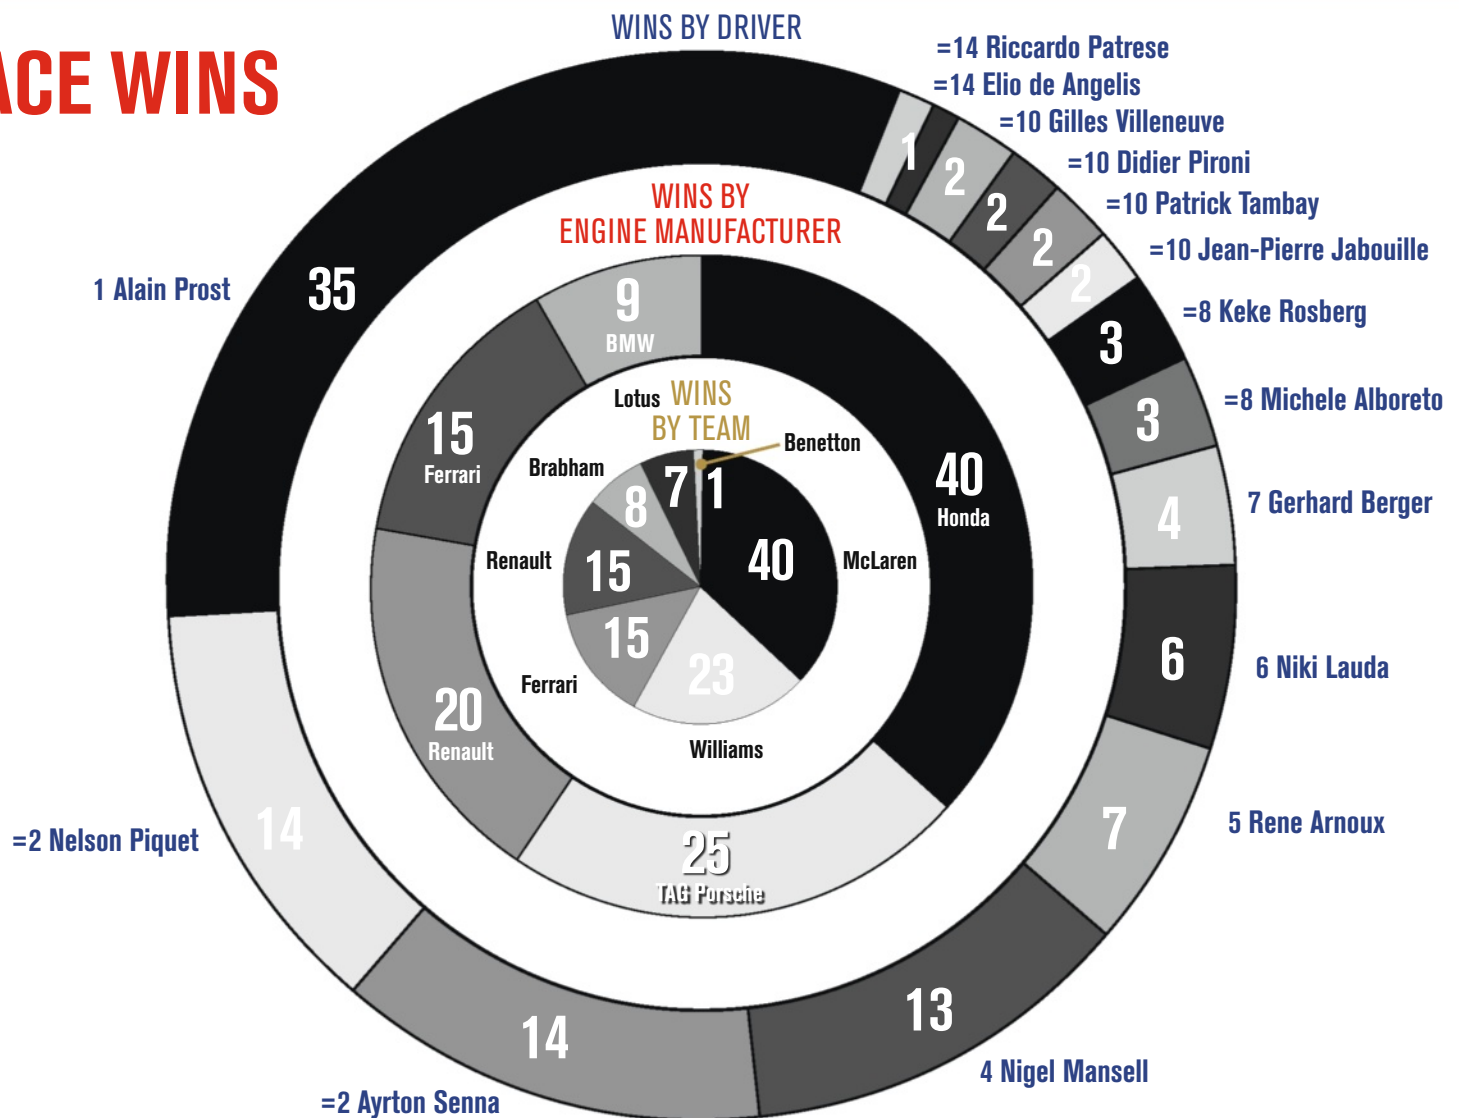 ACE WINS
WINS BY DRIVER
=14 Riccardo Patrese
=14 Elio de Angelis
=10 Gilles Villeneuve
=10 Didier Pironi
=10 Patrick Tambay
=10 Jean-Pierre Jabouille
=8 Keke Rosberg
=8 Michele Alboreto
7 Gerhard Berger
6 Niki Lauda
5 Rene Arnoux
4 Nigel Mansell
=2 Ayrton Senna
=2 Nelson Piquet
1 Alain Prost
1
2
2
2
2
3
3
4
6
7
13
14
14
35
WINS BY
ENGINE MANUFACTURER
40
Honda
25
TAG Porsche
20
Renault
15
Ferrari
9
BMW
WINS
BY TEAM
Benetton
1
McLaren
40
Williams
23
Ferrari
15
Renault
15
Brabham
8
Lotus
7